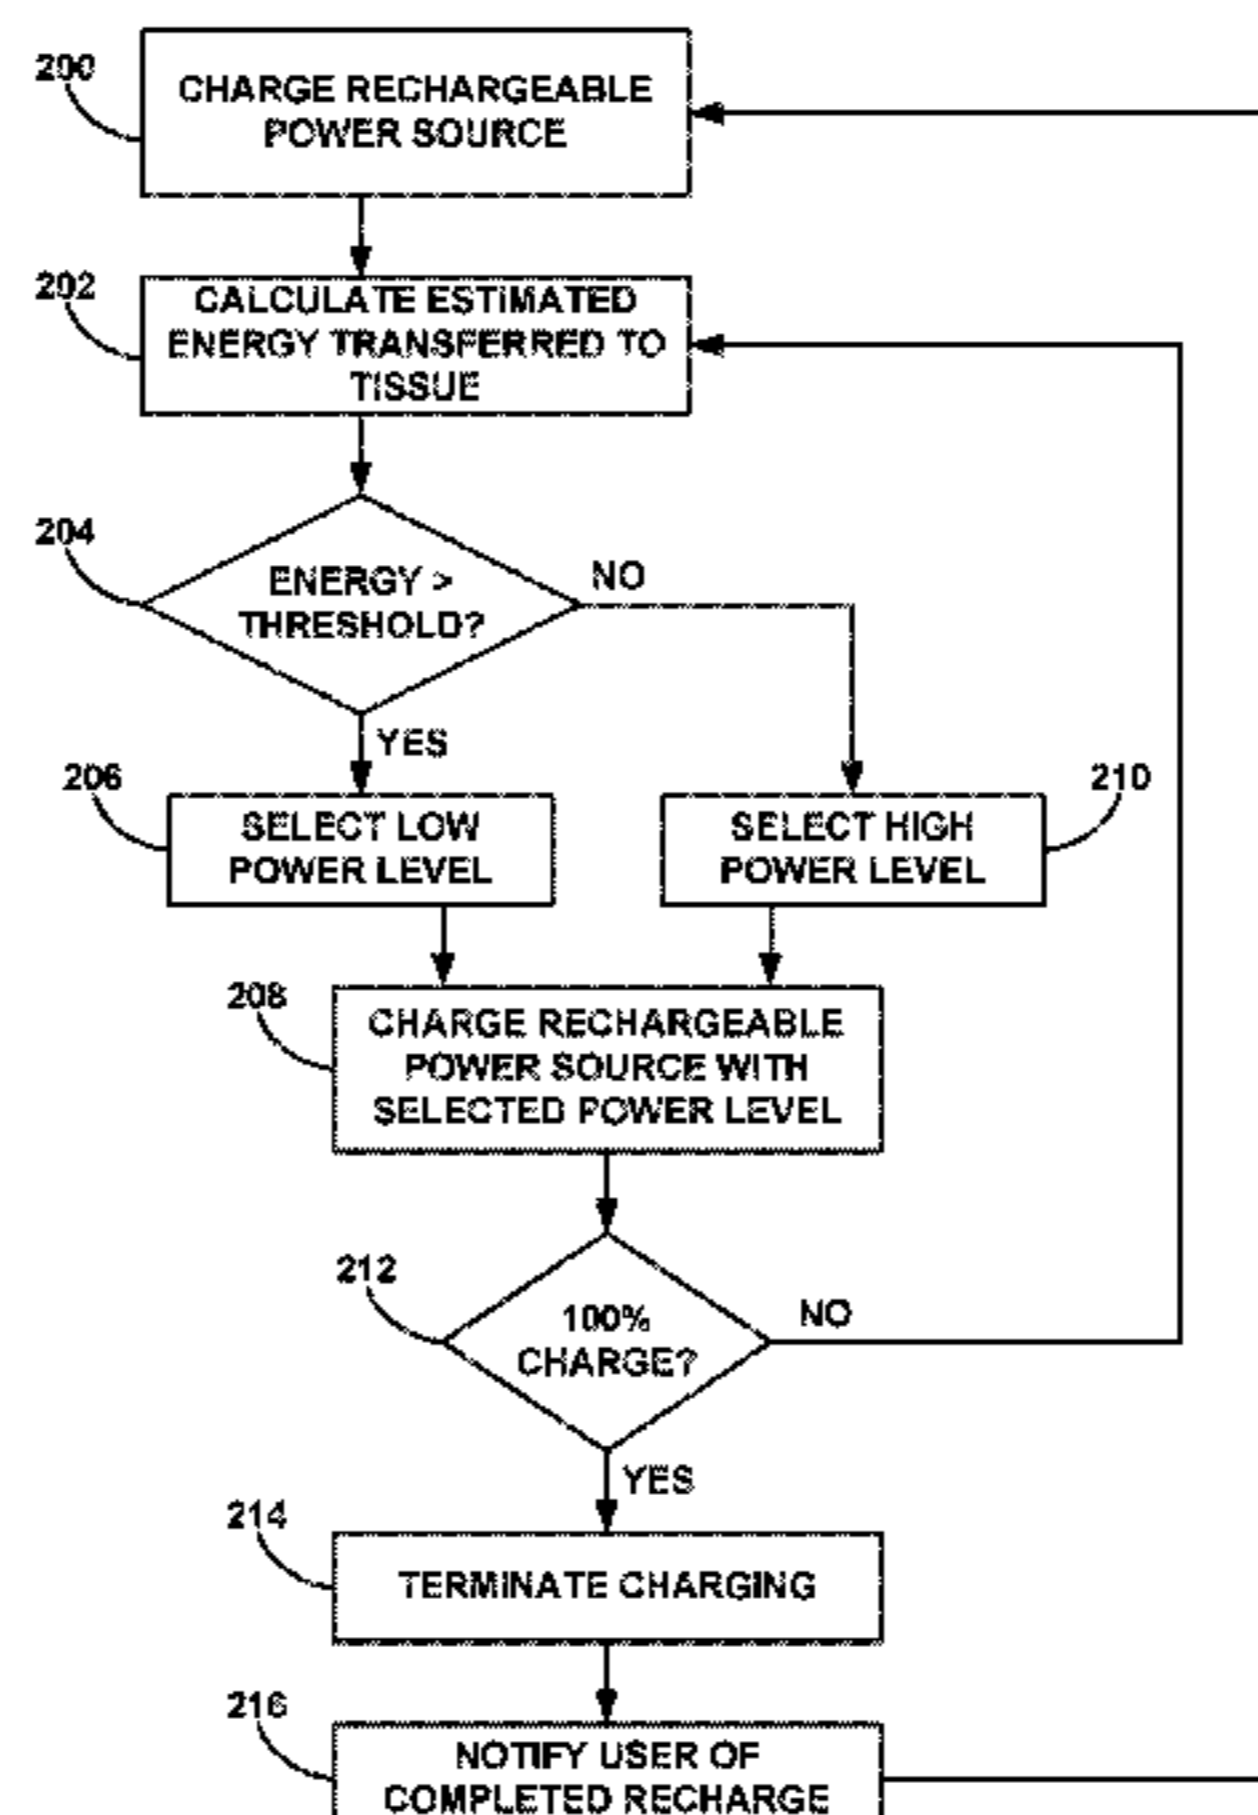 200
CHARGE RECHARGEABLE
POWER SOURCE
202
CALCULATE ESTIMATED
ENERGY TRANSFERRED TO
TISSUE
204
ENERGY >
THRESHOLD?
NO
YES
206
SELECT LOW
POWER LEVEL
SELECT HIGH
POWER LEVEL
210
208
CHARGE RECHARGEABLE
POWER SOURCE WITH
SELECTED POWER LEVEL
212
100%
CHARGE?
NO
YES
214
TERMINATE CHARGING
216
NOTIFY USER OF
COMPLETED RECHARGE